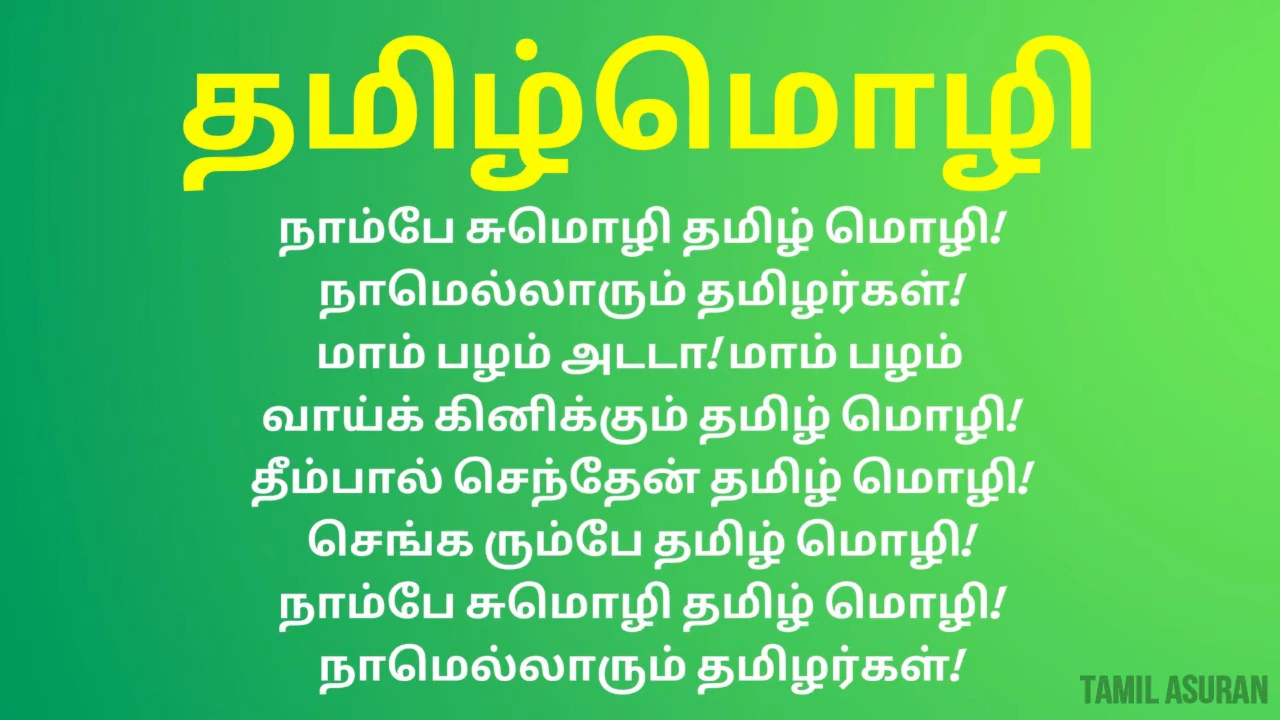 தமிழ்மொழி
நாம்பே சுமொழி தமிழ் மொழி!
நாமெல்லாரும் தமிழர்கள்!
மாம் பழம் அடடா! மாம் பழம்
வாய்க் கினிக்கும் தமிழ் மொழி!
தீம்பால் செந்தேன் தமிழ் மொழி!
செங்க ரும்பே தமிழ் மொழி!
நாம்பே சுமொழி தமிழ் மொழி!
நாமெல்லாரும் தமிழர்கள்!
TAMIL ASURAN